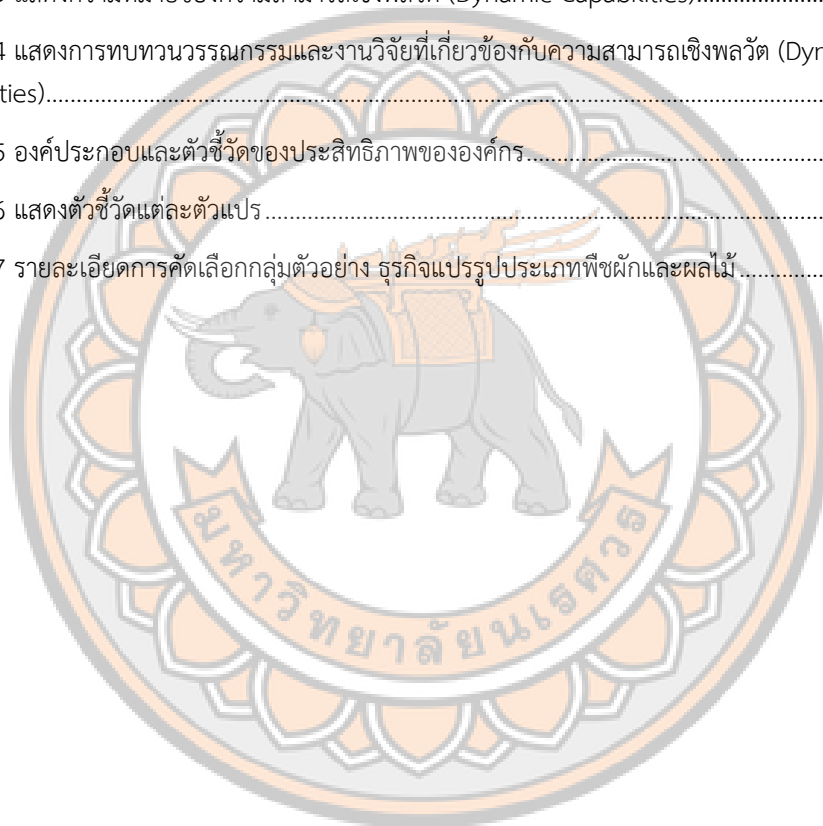 4 แสดงการทบทวนวรรณกรรมและงานวิจัยที่เกี่ยวข้องกับความสามารถเชิงพลวัต
ties)
5 องค์ประกอบและตัวชี้วัดของประสิทธิภาพขององค์กร
6 แสดงตัวชี้วัดแต่ละตัวแปร
7 รายละเอียดการคัดเลือกกลุ่มตัวอย่าง ธุรกิจแปรรูปประเภทพืชผักและผลไม้
มหาวิทยาลัยนเรศวร